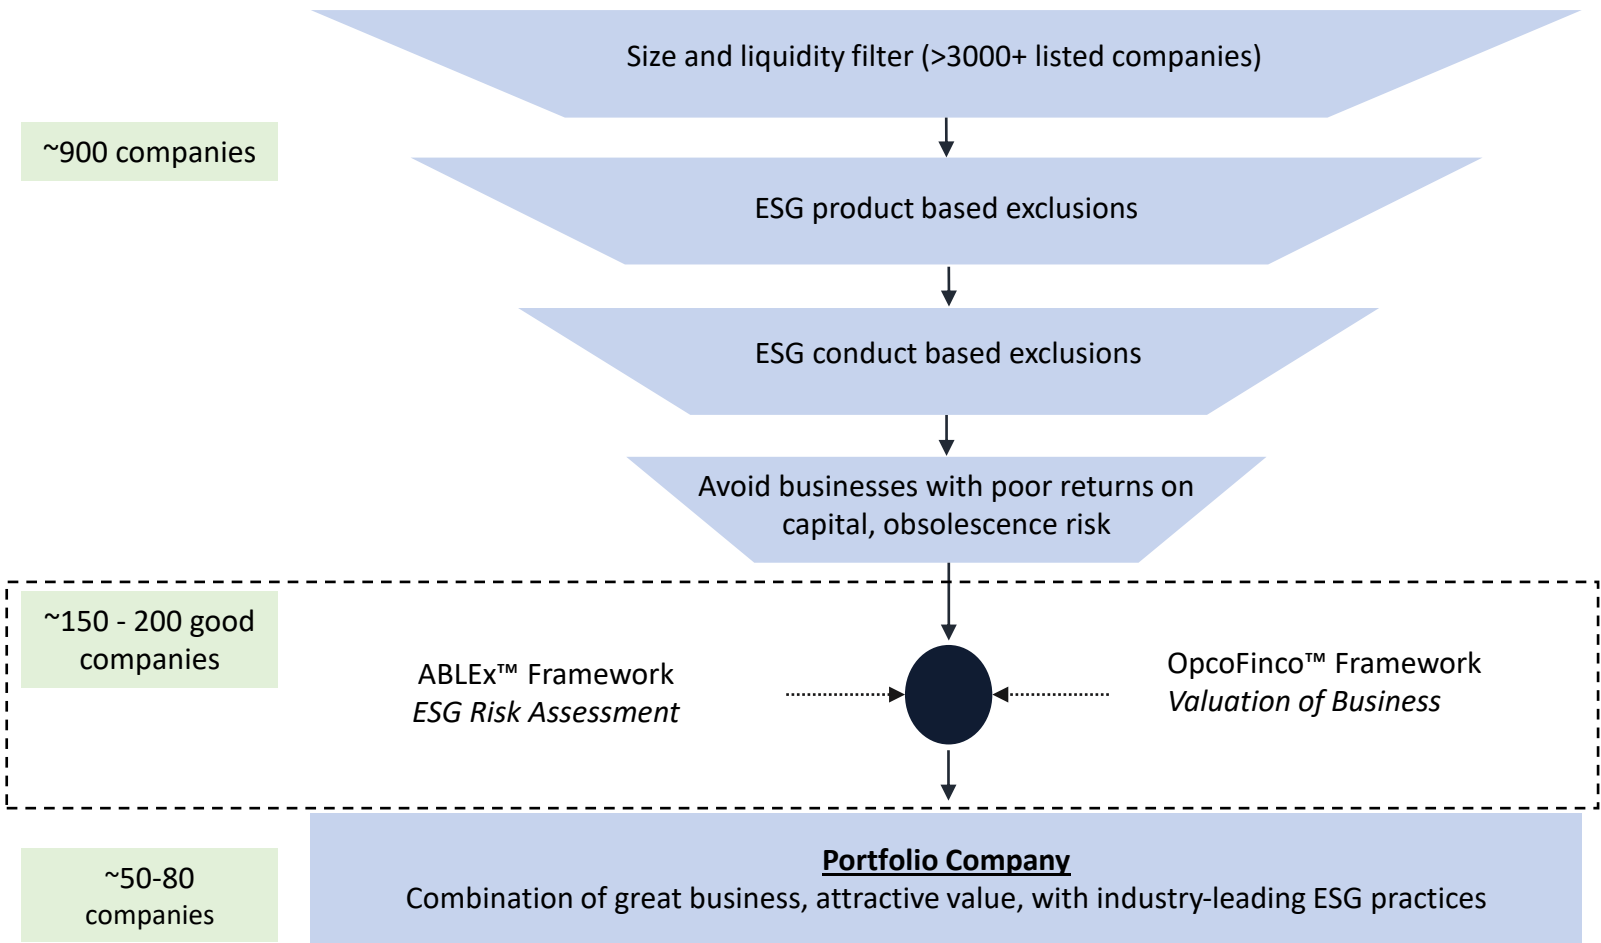 Size and liquidity filter (>3000+ listed companies)
~900 companies
ESG product based exclusions
ESG conduct based exclusions
Avoid businesses with poor returns on
capital, obsolescence risk
~150 - 200 good
companies
ABLEx™ Framework
ESG Risk Assessment
OpcoFinco™ Framework
Valuation of Business
~50-80
companies
Portfolio Company
Combination of great business, attractive value, with industry-leading ESG practices